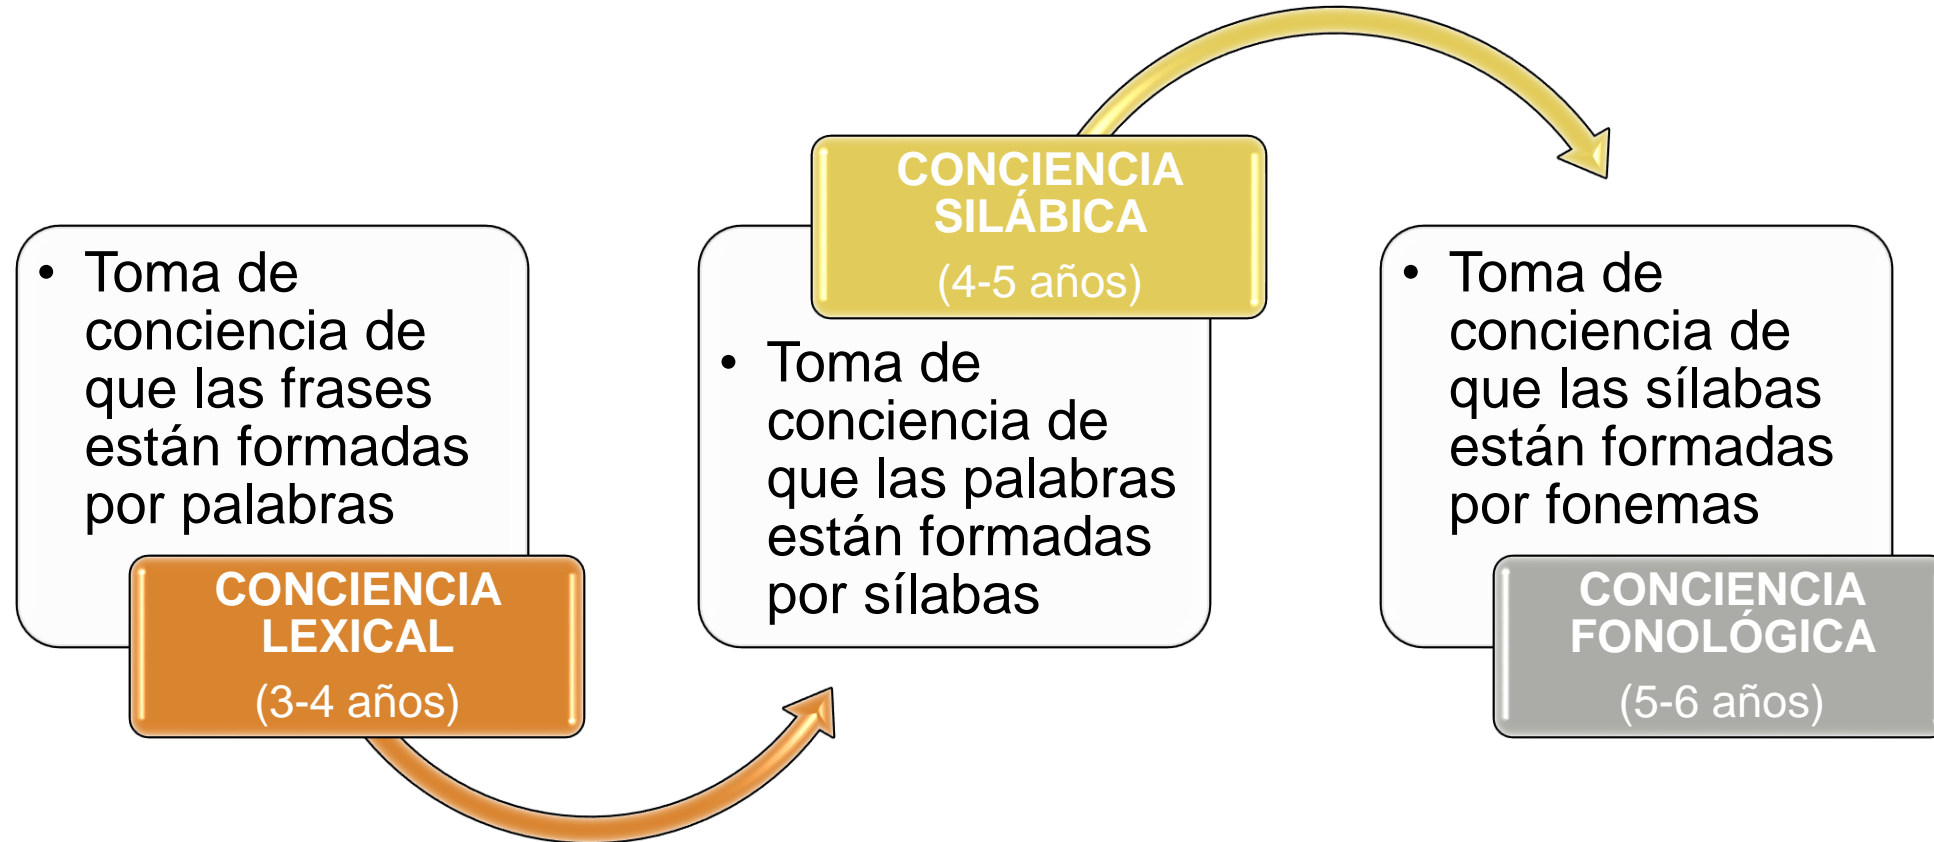 • Toma de
conciencia de
que las frases
están formadas
por palabras
CONCIENCIA
LEXICAL
(3-4 años)
CONCIENCIA
SILÁBICA
(4-5 años)
• Toma de
conciencia de
que las palabras
están formadas
por sílabas
• Toma de
conciencia de
que las sílabas
están formadas
por fonemas
CONCIENCIA
FONOLÓGICA
(5-6 años)